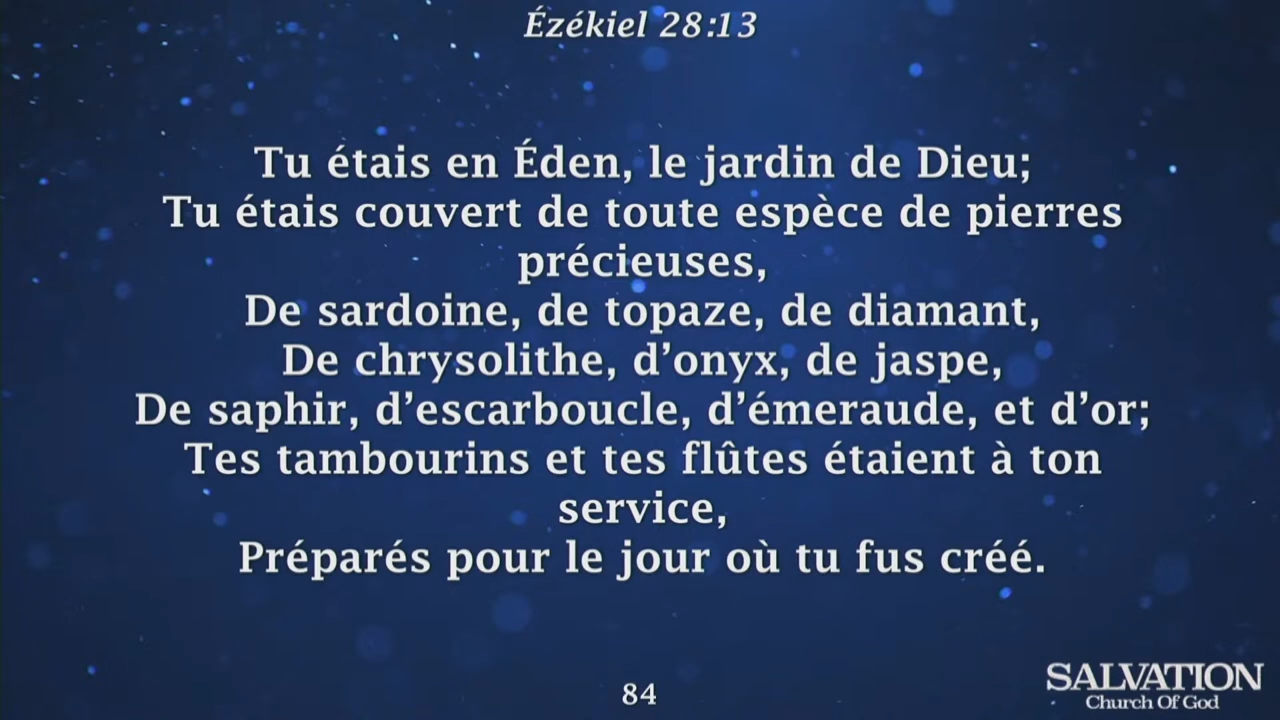 Ézékiel 28:13
Tu étais en Éden, le jardin de Dieu;
Tu étais couvert de toute espèce de pierres
précieuses,
De sardoine, de topaze, de diamant,
De chrysolithe, d’onyx, de jaspe,
De saphir, d’escarboucle, d’émeraude, et d’or;
Tes tambourins et tes flûtes étaient à ton
service,
Préparés pour le jour où tu fus créé.
84
SALVATION
Church Of God